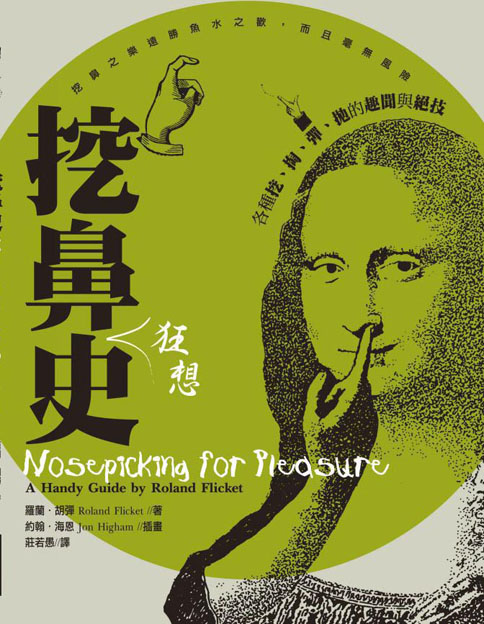 挖鼻之樂遠勝魚水之歡，而且毫無風險
各種挖、掏、彈、拋的趣聞與絕技
挖鼻史
狂想
Nosepicking for Pleasure
A Handy Guide by Roland Flicket
羅蘭．胡彈 Roland Flicket //著
約翰．海恩 Jon Higham //插畫
莊若愚//譯